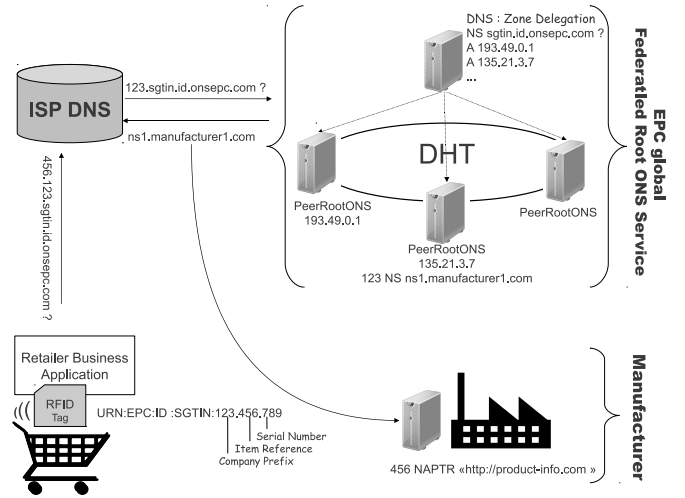 DNS : Zone Delegation
NS sgtin.id.onsepc.com ?
A 193.49.0.1
A 135.21.3.7
...
123.sgtin.id.onsepc.com ?
ISP DNS
ns1.manufacturer1.com
DHT
PeerRootONS
193.49.0.1
PeerRootONS
135.21.3.7
123 NS ns1.manufacturer1.com
PeerRootONS
EPC global
Federatled Root ONS Service
456.123.sgtin.id.onsepc.com ?
Retailer Business
Application
RFID
Tag
URN:EPC:ID :SGTIN:123.456.789
Serial Number
Item Reference
Company Prefix
456 NAPTR «http://product-info.com »
Manufacturer